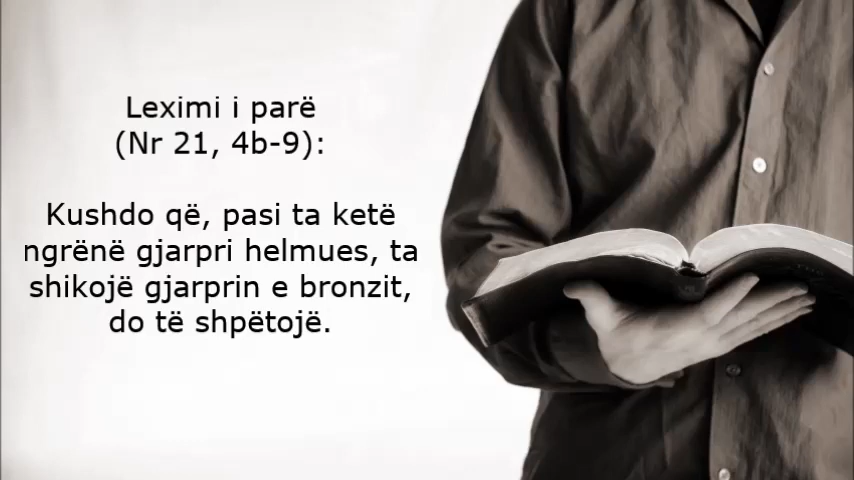 Leximi i parë
(Nr 21, 4b-9):
Kushdo që, pasi ta ketë
ngrënë gjarpri helmues, ta
shikojë gjarprin e bronzit,
do të shpëtojë.